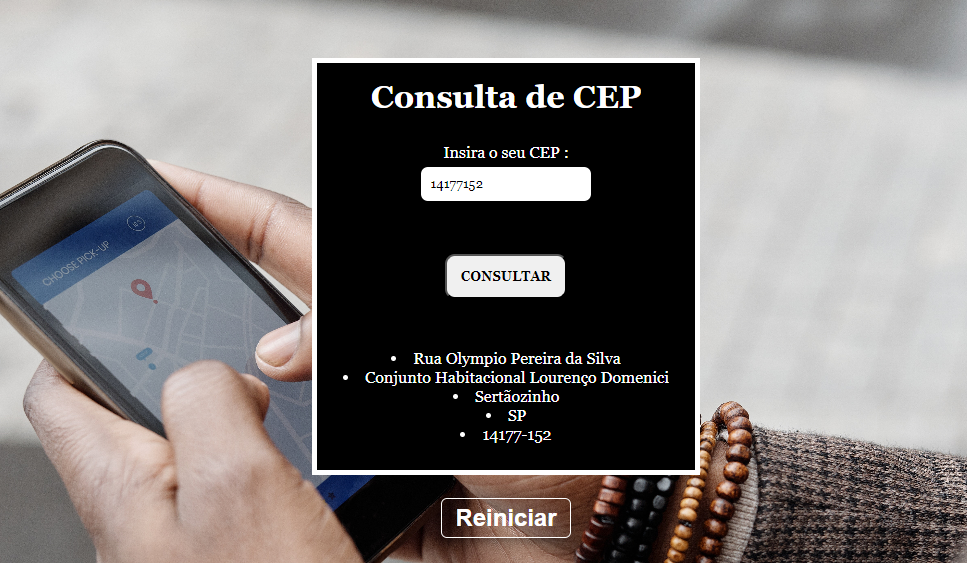 Consulta de CEP
Insira o seu CEP :
14177152
CONSULTAR
Rua Olympio Pereira da Silva
Conjunto Habitacional Lourenço Domenici
Sertãozinho
SP
14177-152
CHOOSE PICK-UP
Reiniciar